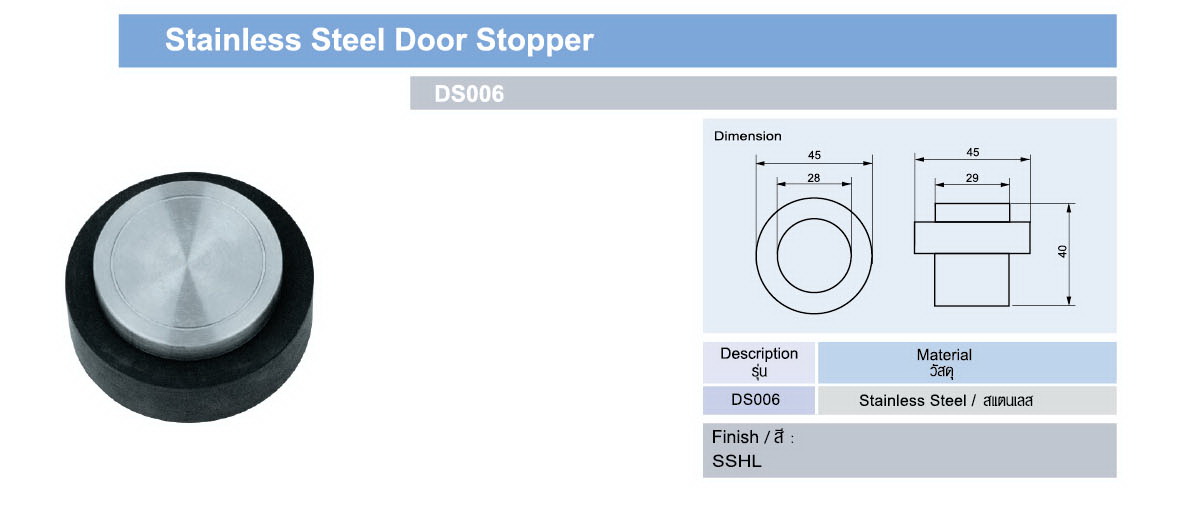 Stainless Steel Door Stopper
DS006
Dimension
45
28
45
29
40
Description
รุ่น
Material
วัสดุ
DS006
Stainless Steel / สแตนเลส
Finish / สี :
SSHL